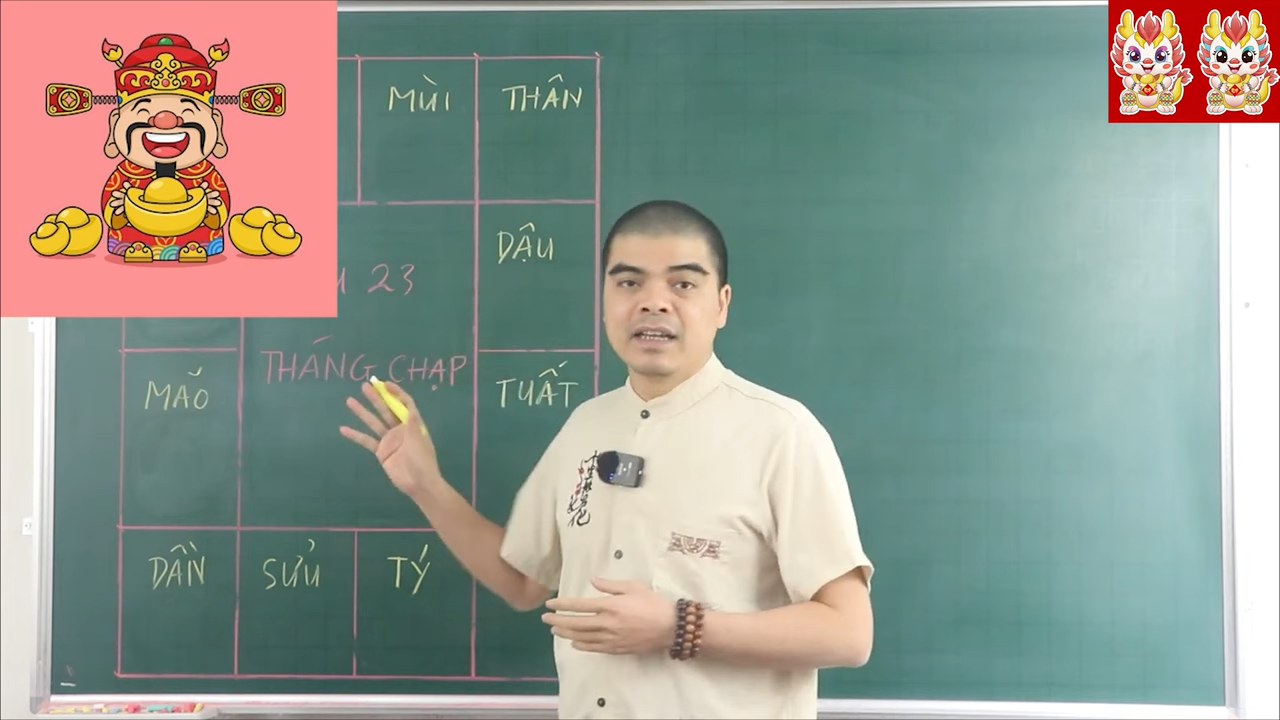 MÙI
THÂN
DẬU
23
THÁNG CHẠP
MÃO
TUẤT
DẦN
SỬU
TÝ